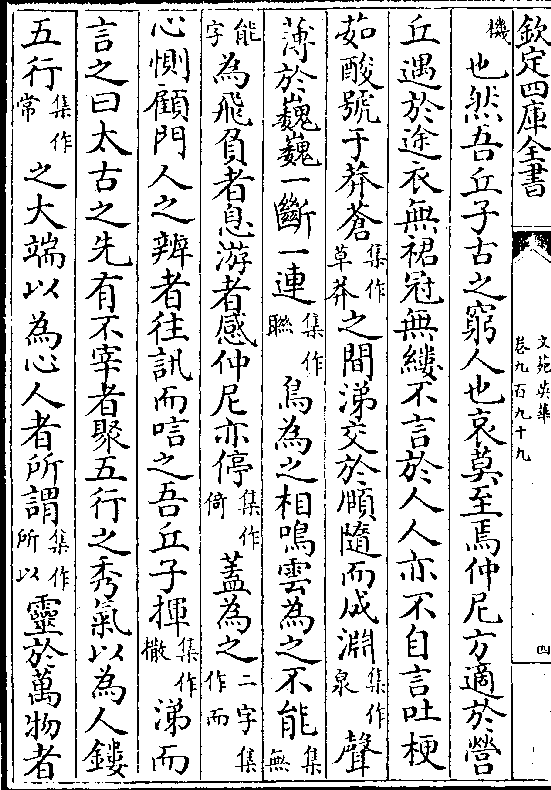 欽定四庫全書
文苑英華
卷九百九十九
四
機也然吾丘子古之窮人也哀莫至焉仲尼方適於營
丘遇於途衣無裙冠無纓不言於人人亦不自言吐梗
茹酸號于莽蒼集作草莽之間涕交於頤隨而成淵集作泉聲
薄於巍巍一斷一連集作聯鳥為之相鳴雲為之不能集無
能字為飛負者息游者感仲尼亦停集作倚蓋為之二字集作而
心惻顧門人之辨者往訊而唁之吾丘子揮集作撒涕而
言之曰太古之先有不宰者聚五行之秀氣以為人鏤
五行集作常之大端以為心人者所謂集作所以靈於萬物者